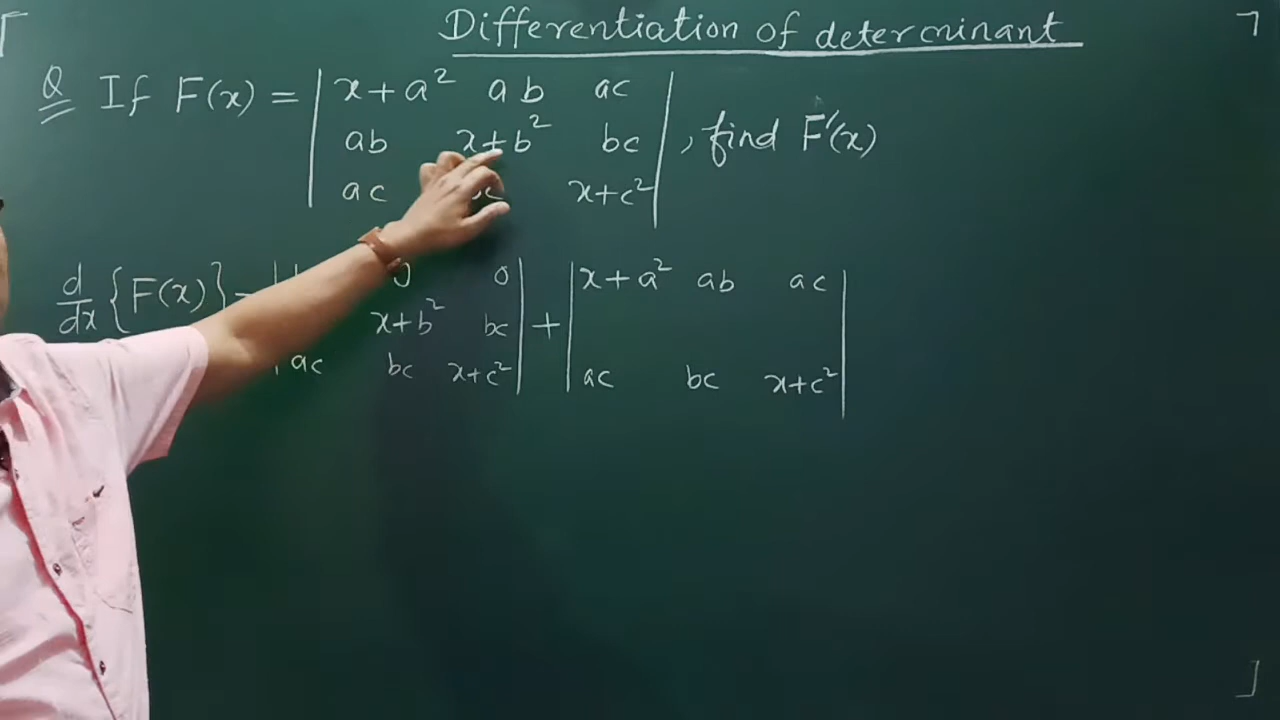 Differentiation of determinant
Q If F(x) = | x+a² ab ac |
| ab x+b² bc | , find F'(x)
| ac x+c² |
d/dx {F(x)} = | 0 0 | + | x+a² ab ac |
x+b² bc |
ac bc x+c² | | ac bc x+c² |